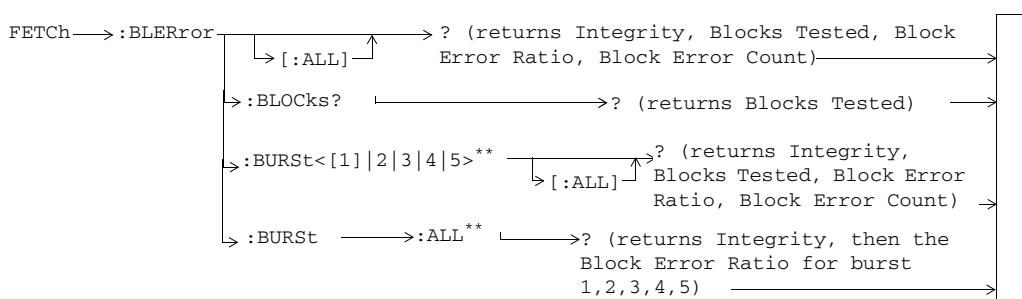 FETCh :BLERror ? (returns Integrity, Blocks Tested, Block
[:ALL] Error Ratio, Block Error Count)
:BLOCks? ? (returns Blocks Tested)
:BURSt<[1]|2|3|4|5>** ? (returns Integrity,
[:ALL] Blocks Tested, Block Error
Ratio, Block Error Count)
:BURSt :ALL** ? (returns Integrity, then the
Block Error Ratio for burst
1,2,3,4,5)